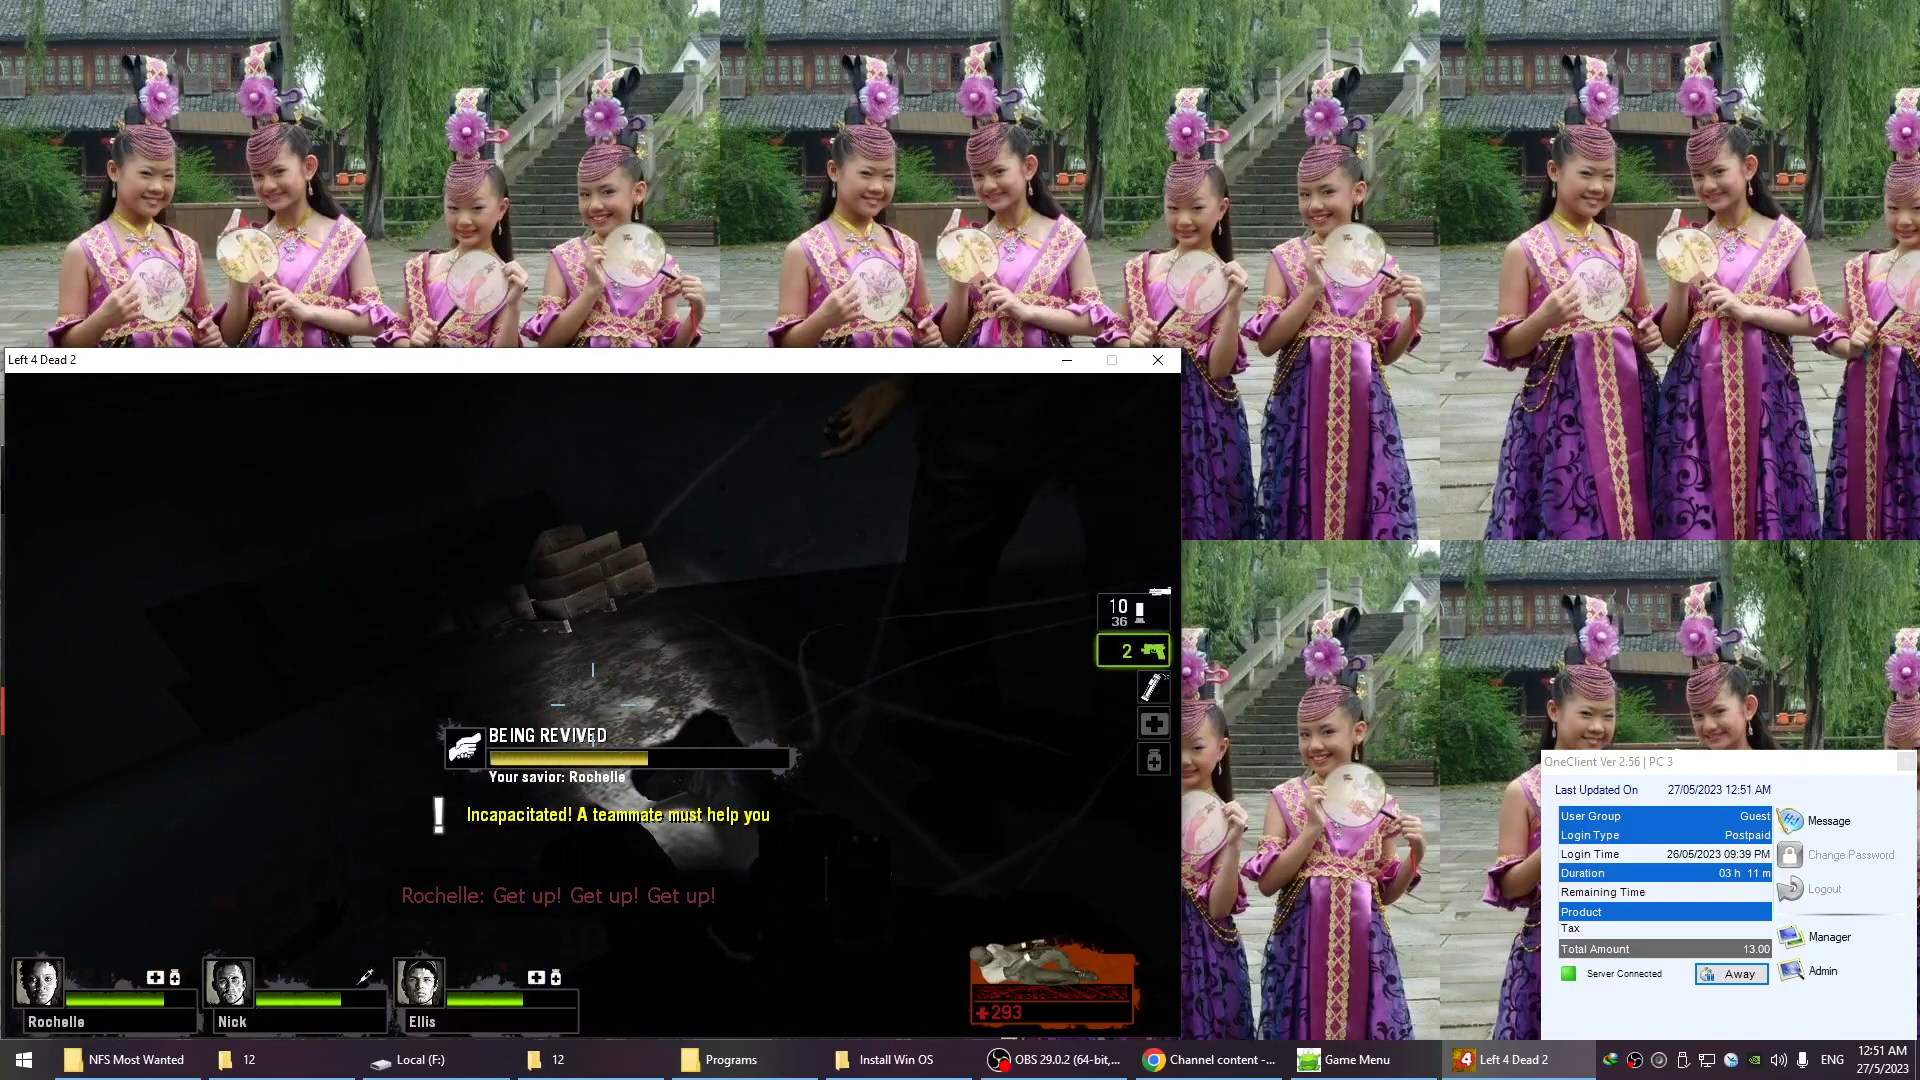 Left 4 Dead 2
10
36
2
BEING REVIVED
Your savior: Rochelle
Incapacitated! A teammate must help you
Rochelle: Get up! Get up! Get up!
Rochelle
Nick
Ellis
293
OneClient Ver 2.56 | PC 3
Last Updated On 27/05/2023 12:51 AM
User Group Guest
Login Type Postpaid
Login Time 26/05/2023 09:39 PM
Duration 03 h 11 m
Remaining Time
Product
Tax
Total Amount 13.00
Server Connected
Away
Message
Change Password
Logout
Manager
Admin
NFS Most Wanted
12
Local (F:)
12
Programs
Install Win OS
OBS 29.0.2 (64-bit,...
Channel content -...
Game Menu
Left 4 Dead 2
ENG
12:51 AM
27/5/2023